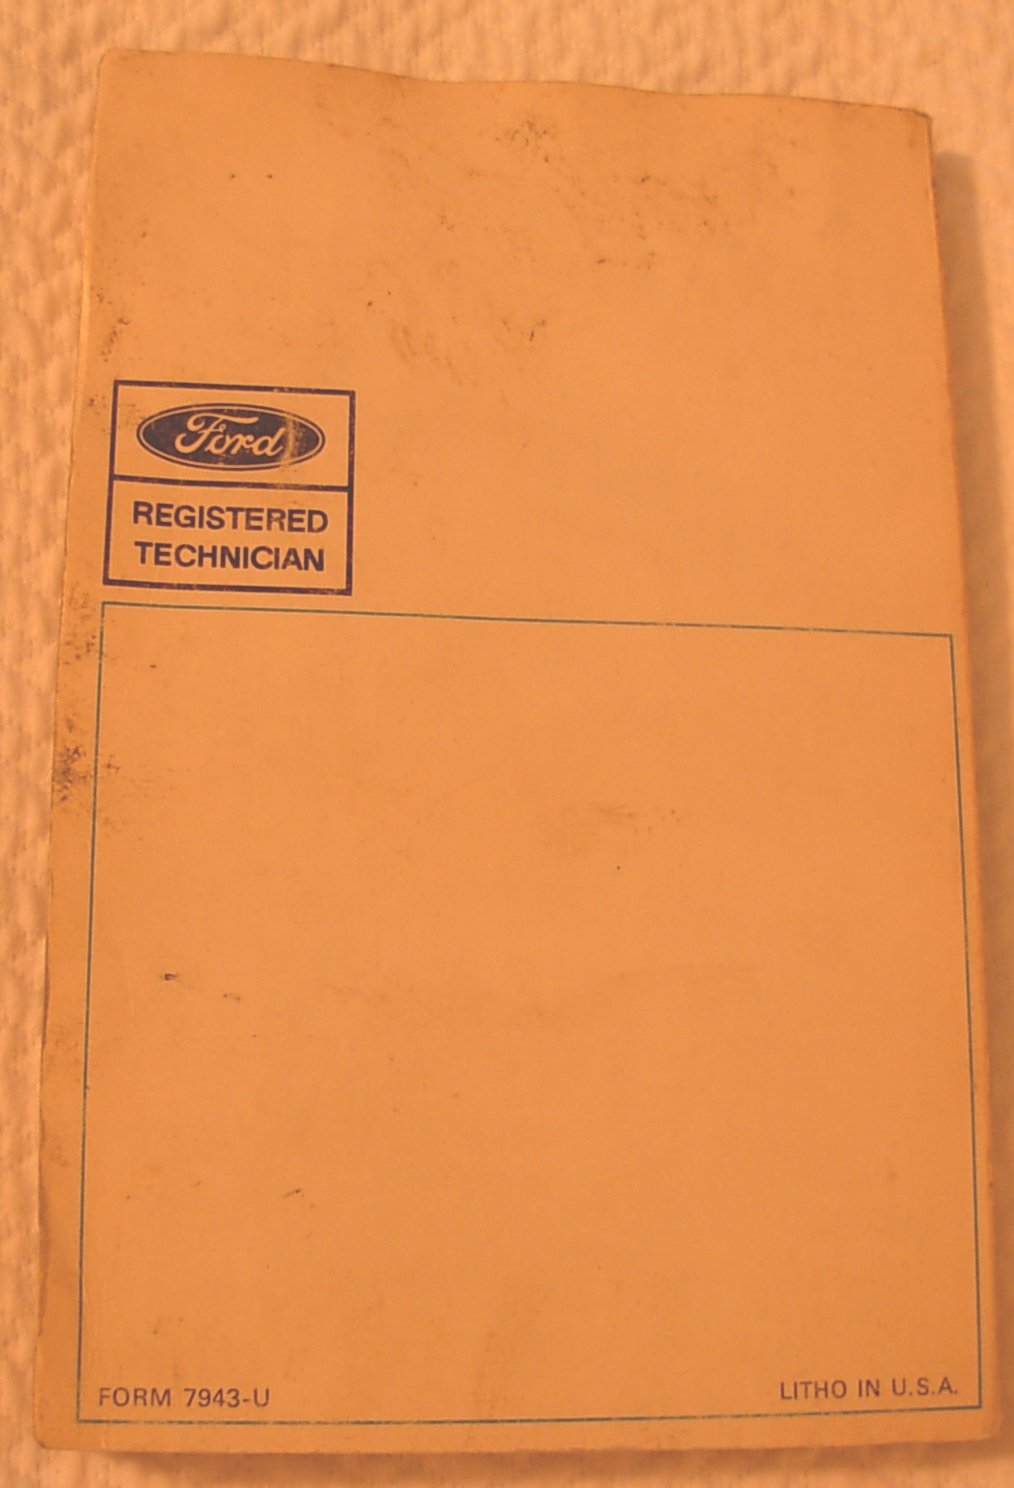 Ford
REGISTERED
TECHNICIAN
FORM 7943-U
LITHO IN U.S.A.